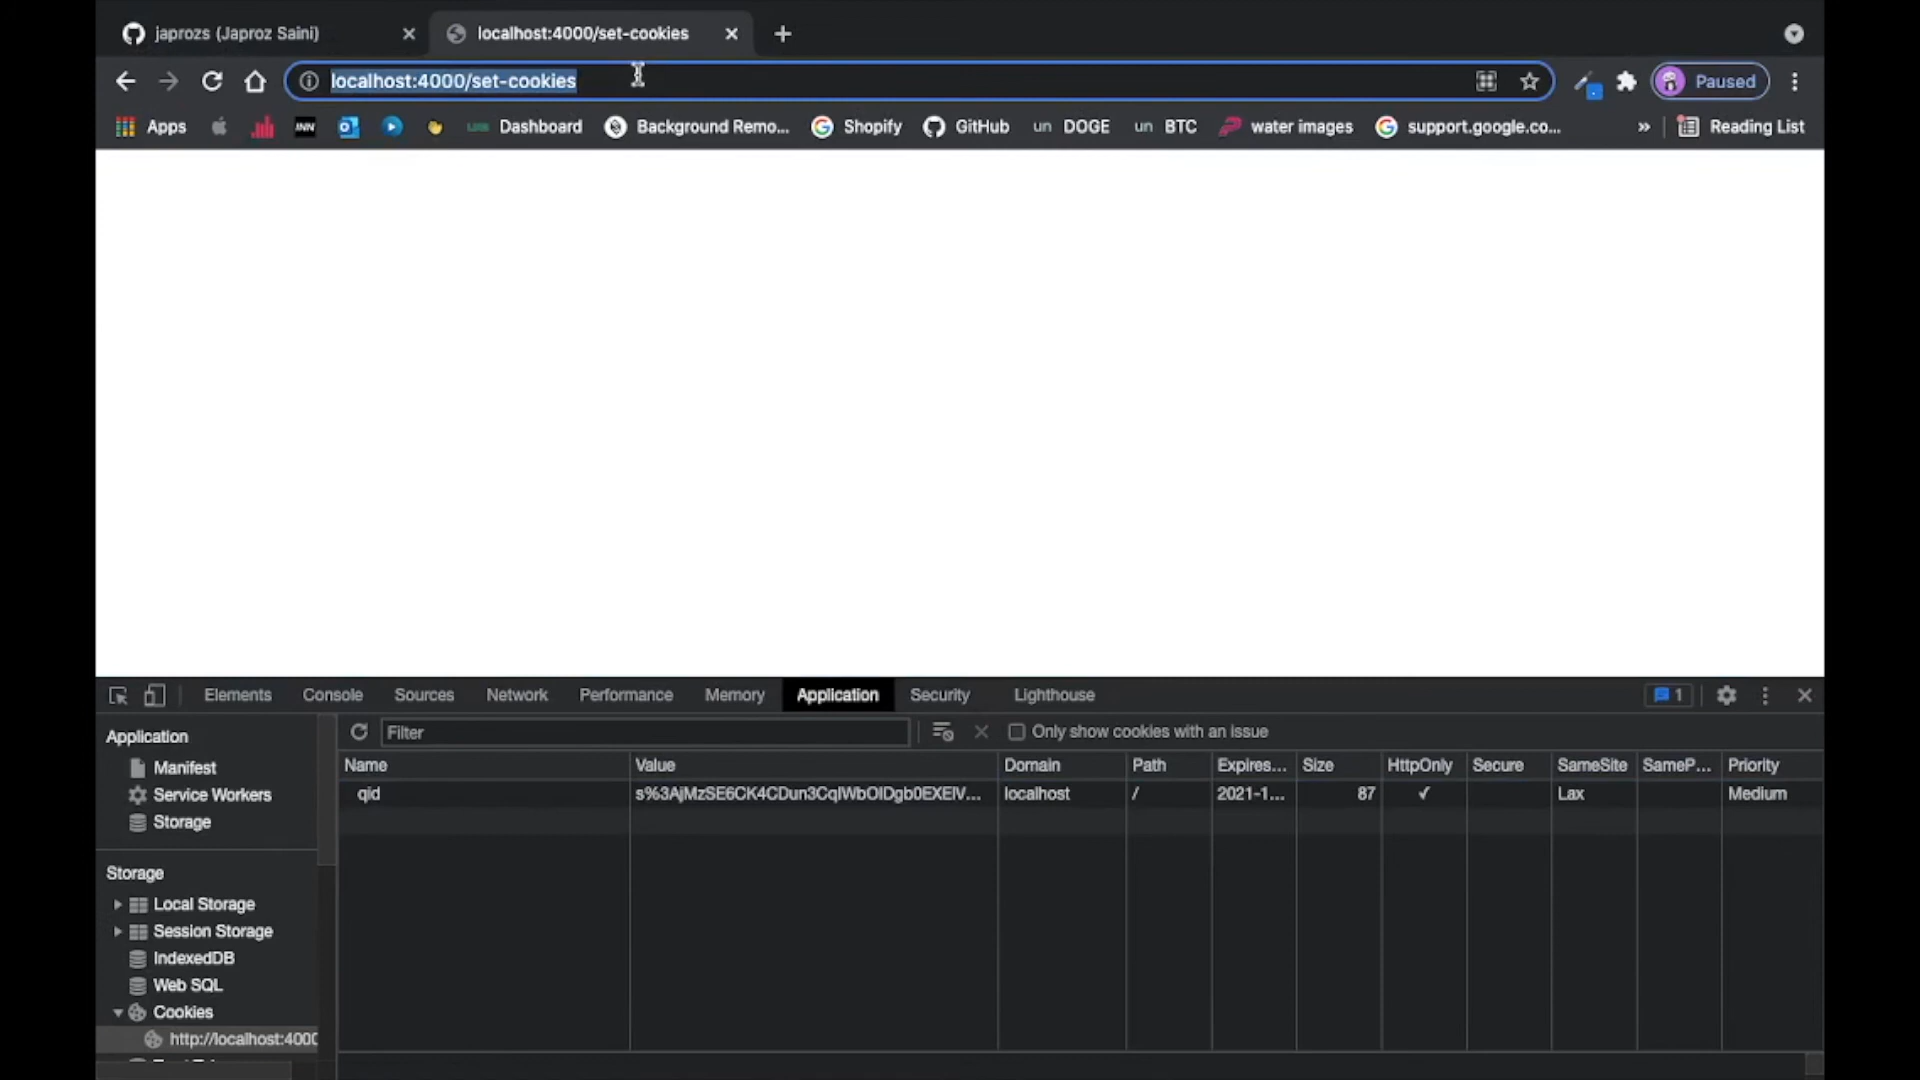 japrozs (Japroz Saini) localhost:4000/set-cookies
localhost:4000/set-cookies Paused
Apps INN Dashboard Background Remo... Shopify GitHub un DOGE un BTC water images support.google.co... » Reading List
Elements Console Sources Network Performance Memory Application Security Lighthouse 1
Application
Manifest
Service Workers
Storage
Storage
Local Storage
Session Storage
IndexedDB
Web SQL
Cookies
http://localhost:4000
Filter Only show cookies with an issue
Name Value Domain Path Expires... Size HttpOnly Secure SameSite SameP... Priority
qid s%3AjMzSE6CK4CDun3CqIWbOIDgb0EXEIV... localhost / 2021-1... 87 ✓ Lax Medium